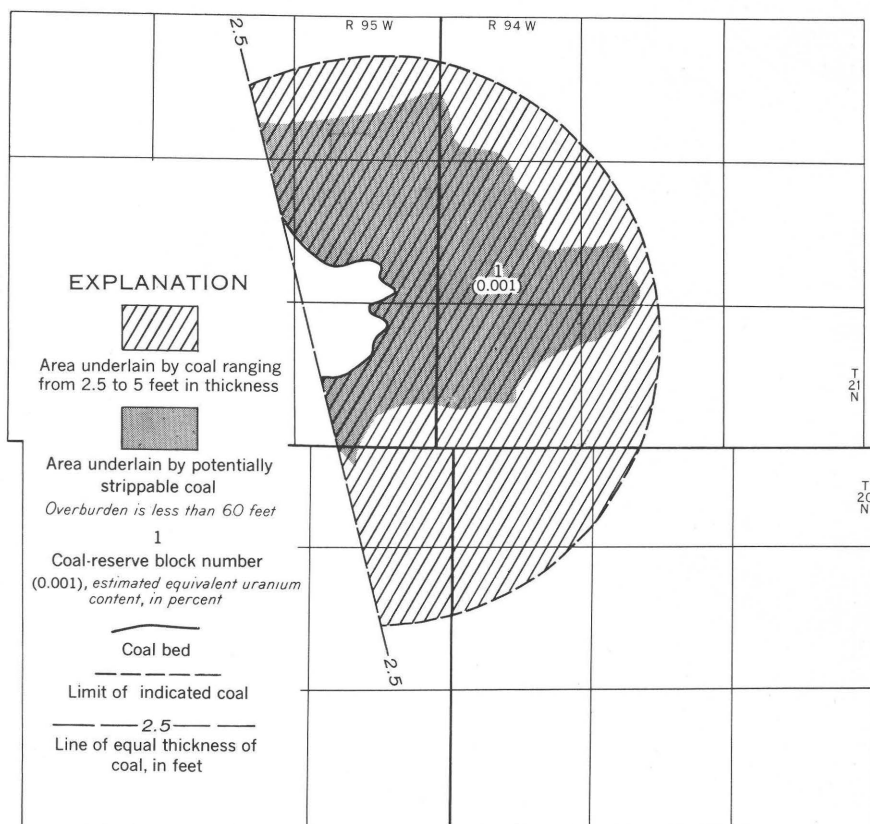 2.5
R 95 W
R 94 W
1
(0.001)
EXPLANATION
Area underlain by coal ranging
from 2.5 to 5 feet in thickness
Area underlain by potentially
strippable coal
Overburden is less than 60 feet
1
Coal-reserve block number
(0.001), estimated equivalent uranium
content, in percent
Coal bed
Limit of indicated coal
2.5
Line of equal thickness of
coal, in feet
T
21
N
T
20
N
2.5